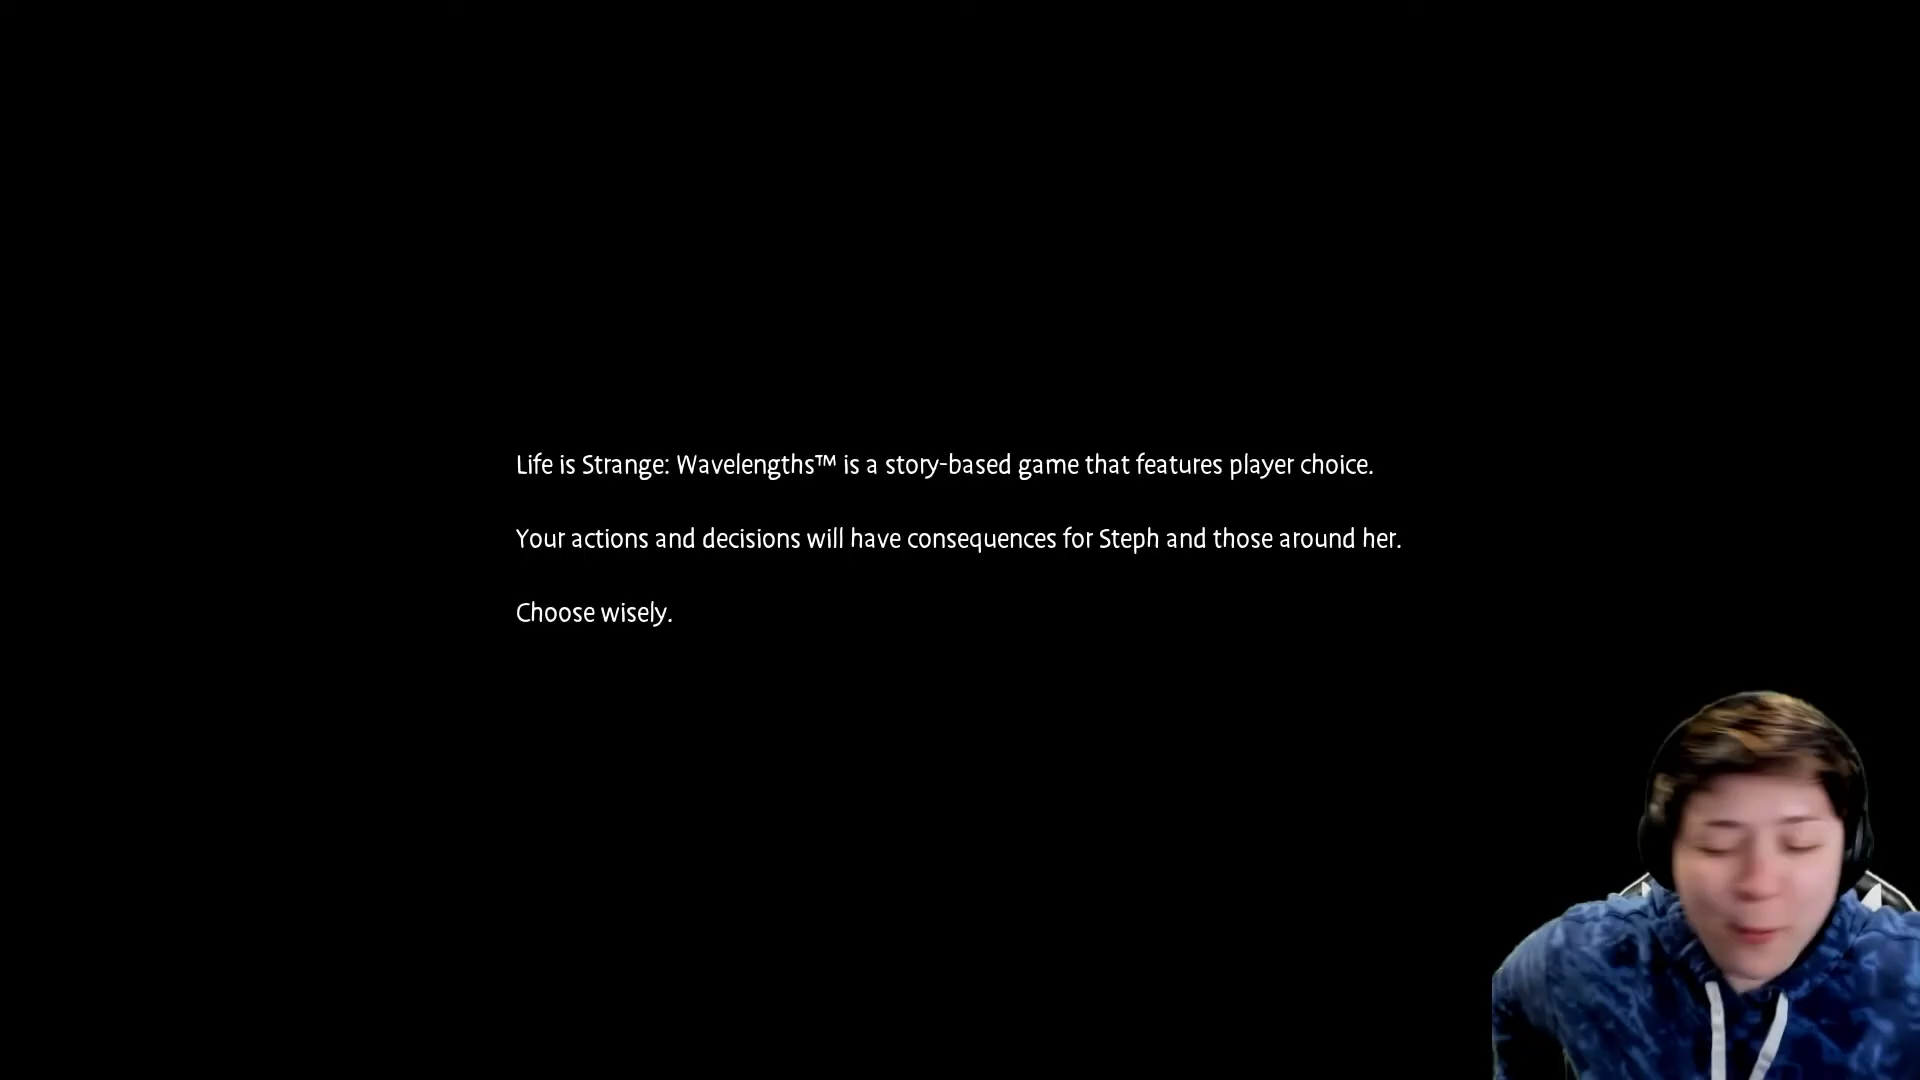 Life is Strange: Wavelengths™ is a story-based game that features player choice.
Your actions and decisions will have consequences for Steph and those around her.
Choose wisely.